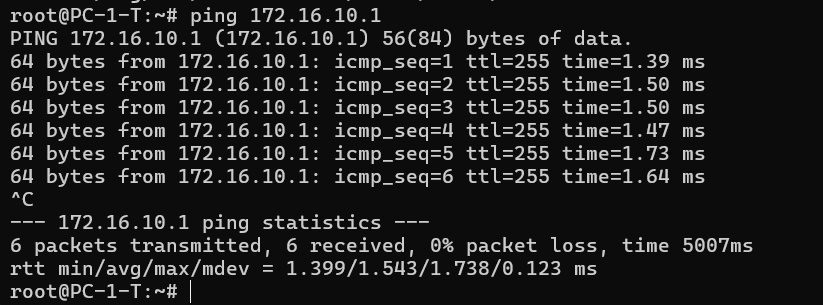 root@PC-1-T:~# ping 172.16.10.1
PING 172.16.10.1 (172.16.10.1) 56(84) bytes of data.
64 bytes from 172.16.10.1: icmp_seq=1 ttl=255 time=1.39 ms
64 bytes from 172.16.10.1: icmp_seq=2 ttl=255 time=1.50 ms
64 bytes from 172.16.10.1: icmp_seq=3 ttl=255 time=1.50 ms
64 bytes from 172.16.10.1: icmp_seq=4 ttl=255 time=1.47 ms
64 bytes from 172.16.10.1: icmp_seq=5 ttl=255 time=1.73 ms
64 bytes from 172.16.10.1: icmp_seq=6 ttl=255 time=1.64 ms
^C
--- 172.16.10.1 ping statistics ---
6 packets transmitted, 6 received, 0% packet loss, time 5007ms
rtt min/avg/max/mdev = 1.399/1.543/1.738/0.123 ms
root@PC-1-T:~#